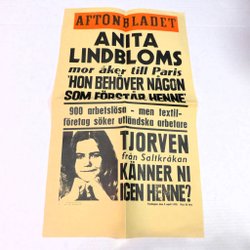 AFTONBLADET
ANITA
LINDBLOMS
mor åker till Paris
"HON BEHÖVER NÅGON
SOM FÖRSTÅR HENNE"
900 arbetslösa - men textil-
företag söker utländska arbetare
TJORVEN
från Saltkråkan
KÄNNER NI
IGEN HENNE?